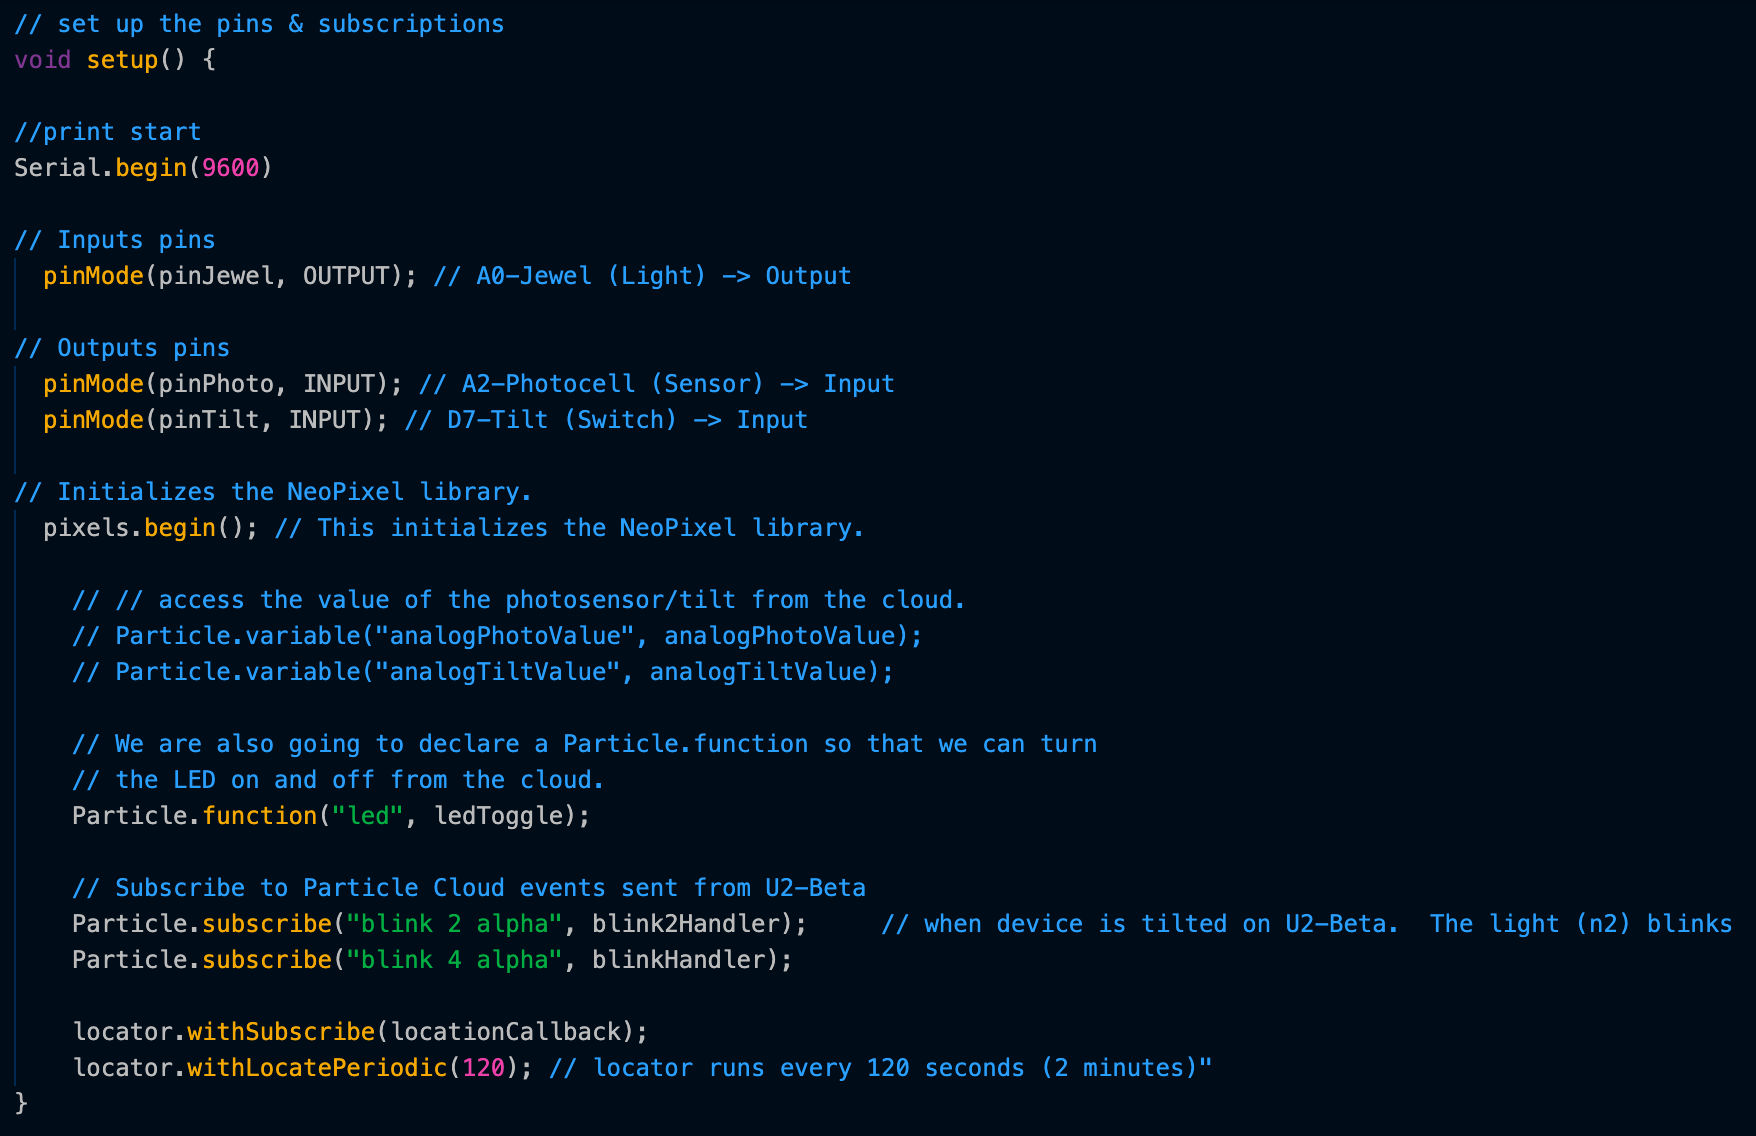 // set up the pins & subscriptions
void setup() {
//print start
Serial.begin(9600)
// Inputs pins
pinMode(pinJewel, OUTPUT); // A0-Jewel (Light) -> Output
// Outputs pins
pinMode(pinPhoto, INPUT); // A2-Photocell (Sensor) -> Input
pinMode(pinTilt, INPUT); // D7-Tilt (Switch) -> Input
// Initializes the NeoPixel library.
pixels.begin(); // This initializes the NeoPixel library.
// // access the value of the photosensor/tilt from the cloud.
// Particle.variable("analogPhotoValue", analogPhotoValue);
// Particle.variable("analogTiltValue", analogTiltValue);
// We are also going to declare a Particle.function so that we can turn
// the LED on and off from the cloud.
Particle.function("led", ledToggle);
// Subscribe to Particle Cloud events sent from U2-Beta
Particle.subscribe("blink 2 alpha", blink2Handler);     // when device is tilted on U2-Beta.  The light (n2) blinks
Particle.subscribe("blink 4 alpha", blinkHandler);
locator.withSubscribe(locationCallback);
locator.withLocatePeriodic(120); // locator runs every 120 seconds (2 minutes)"
}